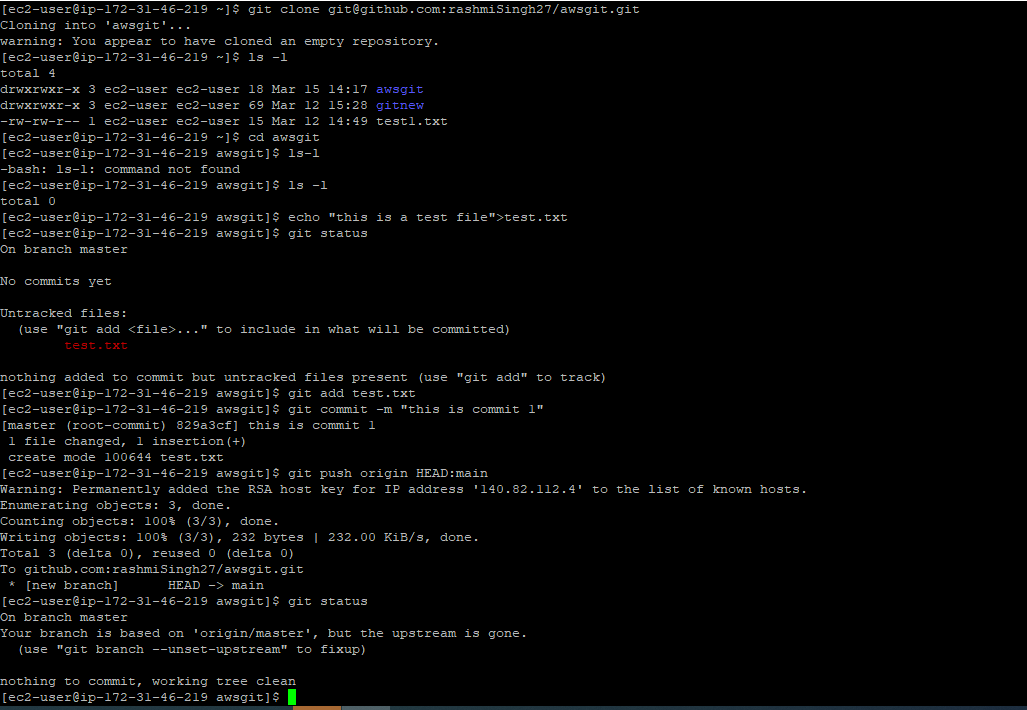 [ec2-user@ip-172-31-46-219 ~]$ git clone git@github.com:rashmiSingh27/awsgit.git
Cloning into 'awsgit'...
warning: You appear to have cloned an empty repository.
[ec2-user@ip-172-31-46-219 ~]$ ls -l
total 4
drwxrwxr-x 3 ec2-user ec2-user 18 Mar 15 14:17 awsgit
drwxrwxr-x 3 ec2-user ec2-user 69 Mar 12 15:28 gitnew
-rw-rw-r-- 1 ec2-user ec2-user 15 Mar 12 14:49 test1.txt
[ec2-user@ip-172-31-46-219 ~]$ cd awsgit
[ec2-user@ip-172-31-46-219 awsgit]$ ls-l
-bash: ls-l: command not found
[ec2-user@ip-172-31-46-219 awsgit]$ ls -l
total 0
[ec2-user@ip-172-31-46-219 awsgit]$ echo "this is a test file">test.txt
[ec2-user@ip-172-31-46-219 awsgit]$ git status
On branch master
No commits yet
Untracked files:
  (use "git add <file>..." to include in what will be committed)
        test.txt
nothing added to commit but untracked files present (use "git add" to track)
[ec2-user@ip-172-31-46-219 awsgit]$ git add test.txt
[ec2-user@ip-172-31-46-219 awsgit]$ git commit -m "this is commit 1"
[master (root-commit) 829a3cf] this is commit 1
 1 file changed, 1 insertion(+)
 create mode 100644 test.txt
[ec2-user@ip-172-31-46-219 awsgit]$ git push origin HEAD:main
Warning: Permanently added the RSA host key for IP address '140.82.112.4' to the list of known hosts.
Enumerating objects: 3, done.
Counting objects: 100% (3/3), done.
Writing objects: 100% (3/3), 232 bytes | 232.00 KiB/s, done.
Total 3 (delta 0), reused 0 (delta 0)
To github.com:rashmiSingh27/awsgit.git
 * [new branch]      HEAD -> main
[ec2-user@ip-172-31-46-219 awsgit]$ git status
On branch master
Your branch is based on 'origin/master', but the upstream is gone.
  (use "git branch --unset-upstream" to fixup)
nothing to commit, working tree clean
[ec2-user@ip-172-31-46-219 awsgit]$